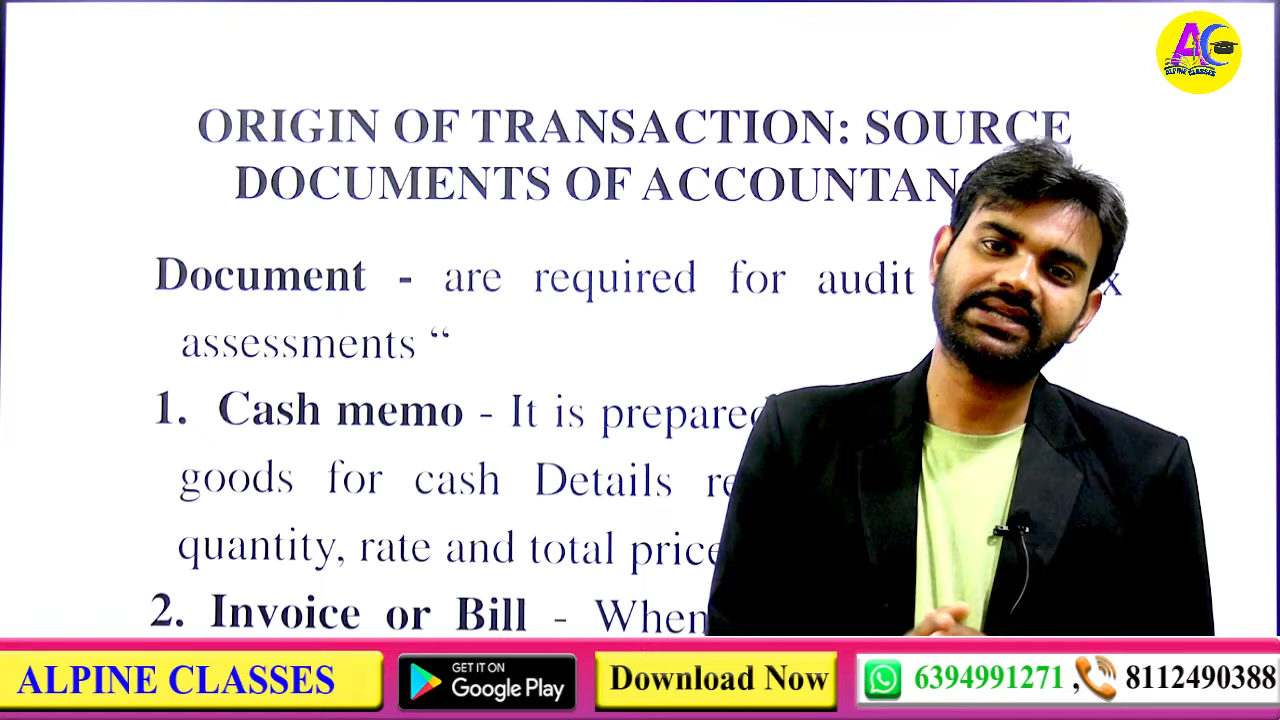 ALPINE CLASSES
ORIGIN OF TRANSACTION: SOURCE
DOCUMENTS OF ACCOUNTAN
Document - are required for audit x
assessments “
1. Cash memo - It is prepared
goods for cash Details re
quantity, rate and total price
2. Invoice or Bill - When
ALPINE CLASSES
GET IT ON
Google Play
Download Now
6394991271 , 8112490388